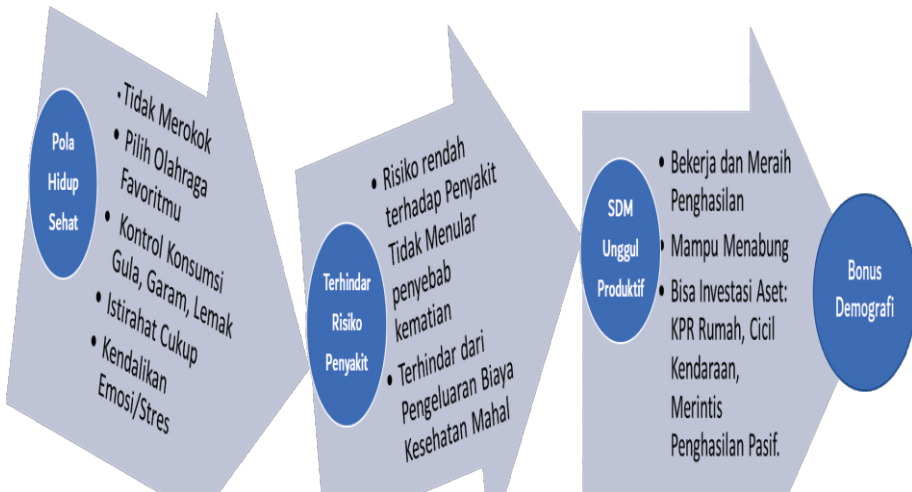 Pola
Hidup
Sehat
•Tidak Merokok
• Pilih Olahraga
Favoritmu
• Kontrol Konsumsi
Gula, Garam, Lemak
• Istirahat Cukup
• Kendalikan
Emosi/Stres
Terhindar
Risiko
Penyakit
• Risiko rendah
terhadap Penyakit
Tidak Menular
penyebab
kematian
• Terhindar dari
Pengeluaran Biaya
Kesehatan Mahal
SDM
Unggul
Produktif
• Bekerja dan Meraih
Penghasilan
• Mampu Menabung
• Bisa Investasi Aset:
KPR Rumah, Cicil
Kendaraan,
Merintis
Penghasilan Pasif.
Bonus
Demografi